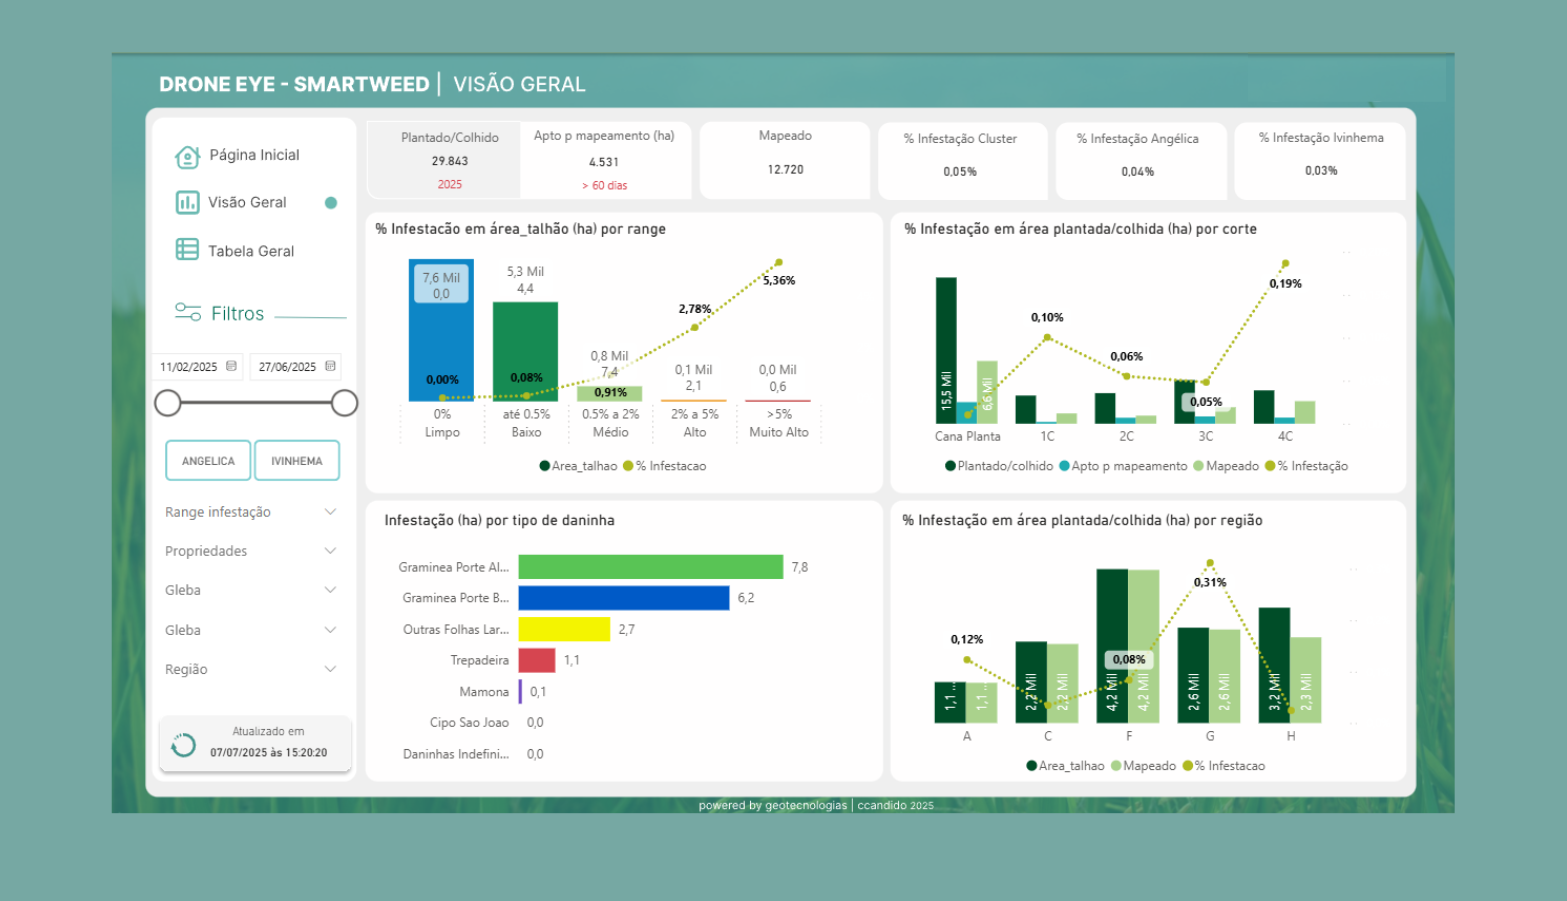 DRONE EYE - SMARTWEED | VISÃO GERAL
Página Inicial
Visão Geral
Tabela Geral
Filtros
11/02/2025
27/06/2025
ANGELICA
IVINHEMA
Range infestação
Propriedades
Gleba
Gleba
Região
Atualizado em
07/07/2025 às 15:20:20
Plantado/Colhido
29.843
2025
Apto p mapeamento (ha)
4.531
> 60 dias
Mapeado
12.720
% Infestação Cluster
0,05%
% Infestação Angélica
0,04%
% Infestação Ivinhema
0,03%
% Infestacão em área_talhão (ha) por range
7,6 Mil
0,0
5,3 Mil
4,4
0,8 Mil
7,4
0,1 Mil
2,1
0,0 Mil
0,6
0,00%
0,08%
0,91%
2,78%
5,36%
0%
Limpo
até 0.5%
Baixo
0.5% a 2%
Médio
2% a 5%
Alto
>5%
Muito Alto
Area_talhao
% Infestacao
% Infestação em área plantada/colhida (ha) por corte
15,5 Mil
6,6 Mil
0,10%
0,06%
0,05%
0,19%
Cana Planta
1C
2C
3C
4C
Plantado/colhido
Apto p mapeamento
Mapeado
% Infestação
Infestação (ha) por tipo de daninha
Graminea Porte Al... 7,8
Graminea Porte B... 6,2
Outras Folhas Lar... 2,7
Trepadeira 1,1
Mamona 0,1
Cipo Sao Joao 0,0
Daninhas Indefini... 0,0
% Infestação em área plantada/colhida (ha) por região
0,12%
0,08%
0,31%
1,1 ...
1,1 ...
2,2 Mil
2,2 Mil
4,2 Mil
4,2 Mil
2,6 Mil
2,6 Mil
3,2 Mil
2,3 Mil
A
C
F
G
H
Area_talhao
Mapeado
% Infestacao
powered by geotecnologias | ccandido 2025